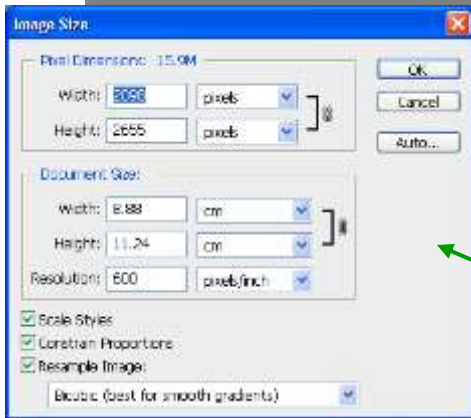 Image Size
Pixel Dimensions: 15.9M
OK
Width: 2098 pixels
Cancel
Height: 2655 pixels
Auto...
Document Size:
Width: 8.88 cm
Height: 11.24 cm
Resolution: 600 pixels/inch
Scale Styles
Constrain Proportions
Resample Image:
Bicubic (best for smooth gradients)